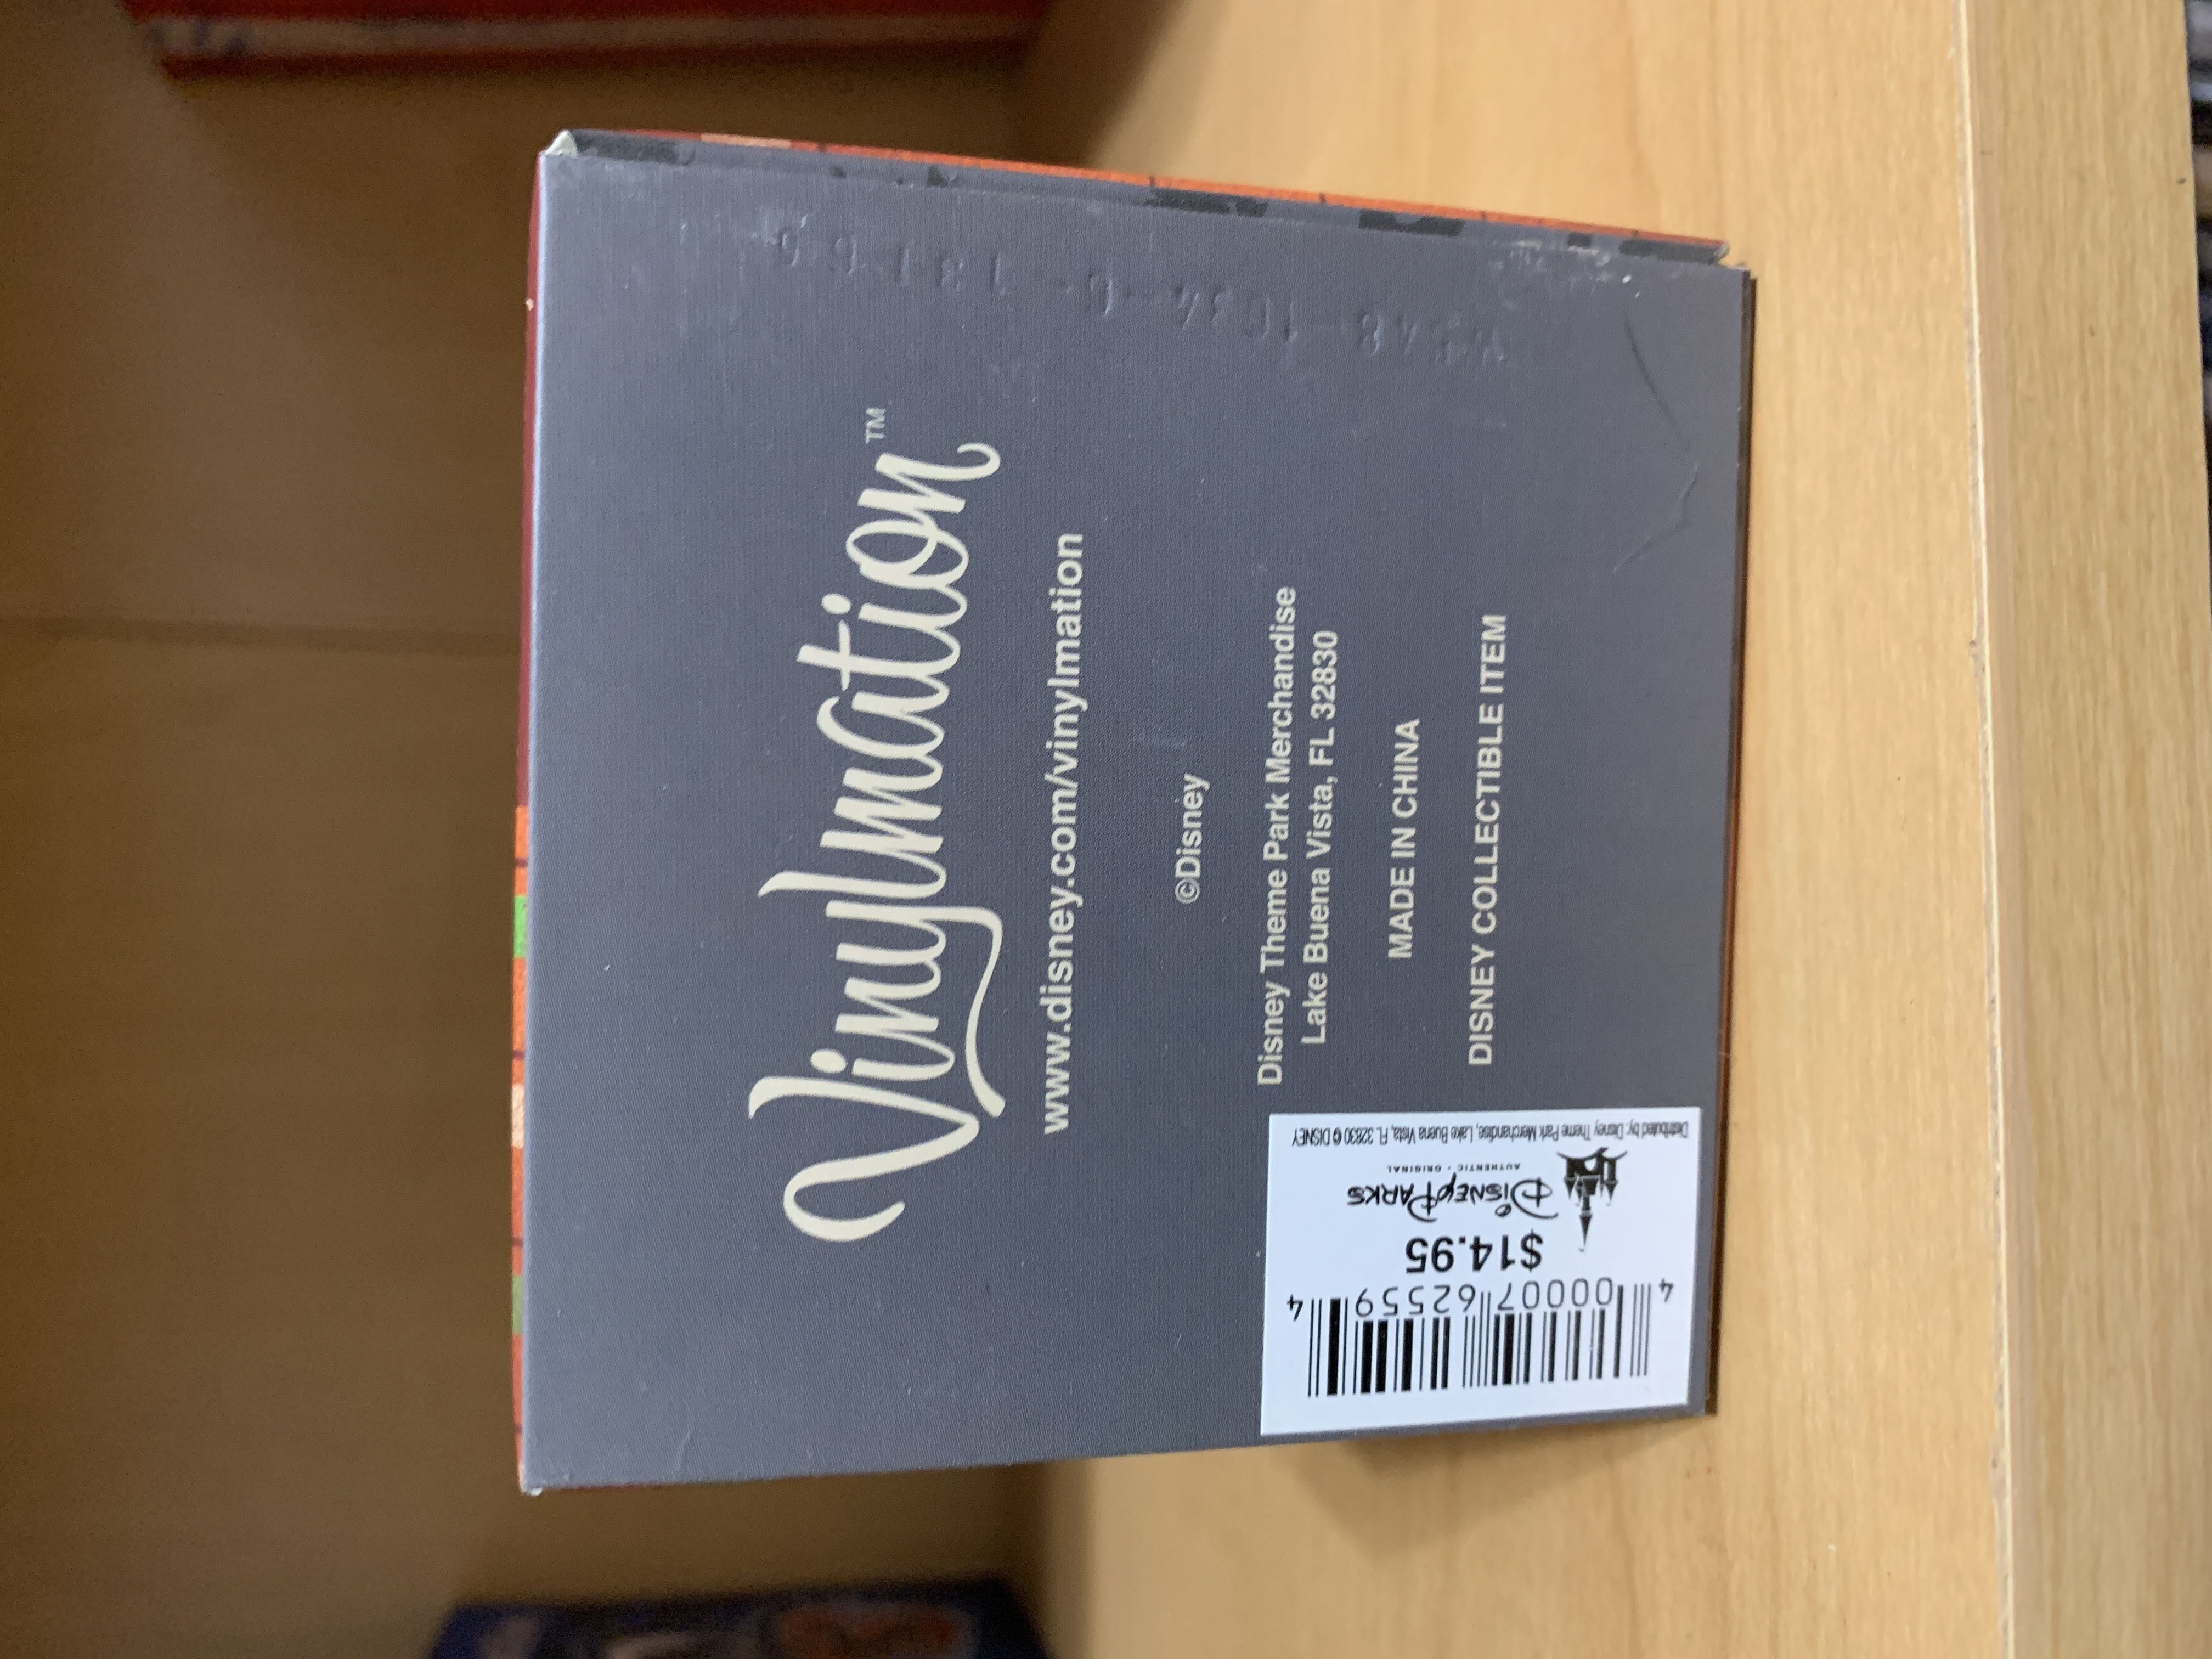 Vinylmation™
www.disney.com/vinylmation
©Disney
Disney Theme Park Merchandise
Lake Buena Vista, FL 32830
MADE IN CHINA
DISNEY COLLECTIBLE ITEM
4 00007 62559 4
$14.95
Disney Parks
AUTHENTIC • ORIGINAL
Distributed by: Disney Theme Park Merchandise, Lake Buena Vista, FL 32830 © DISNEY